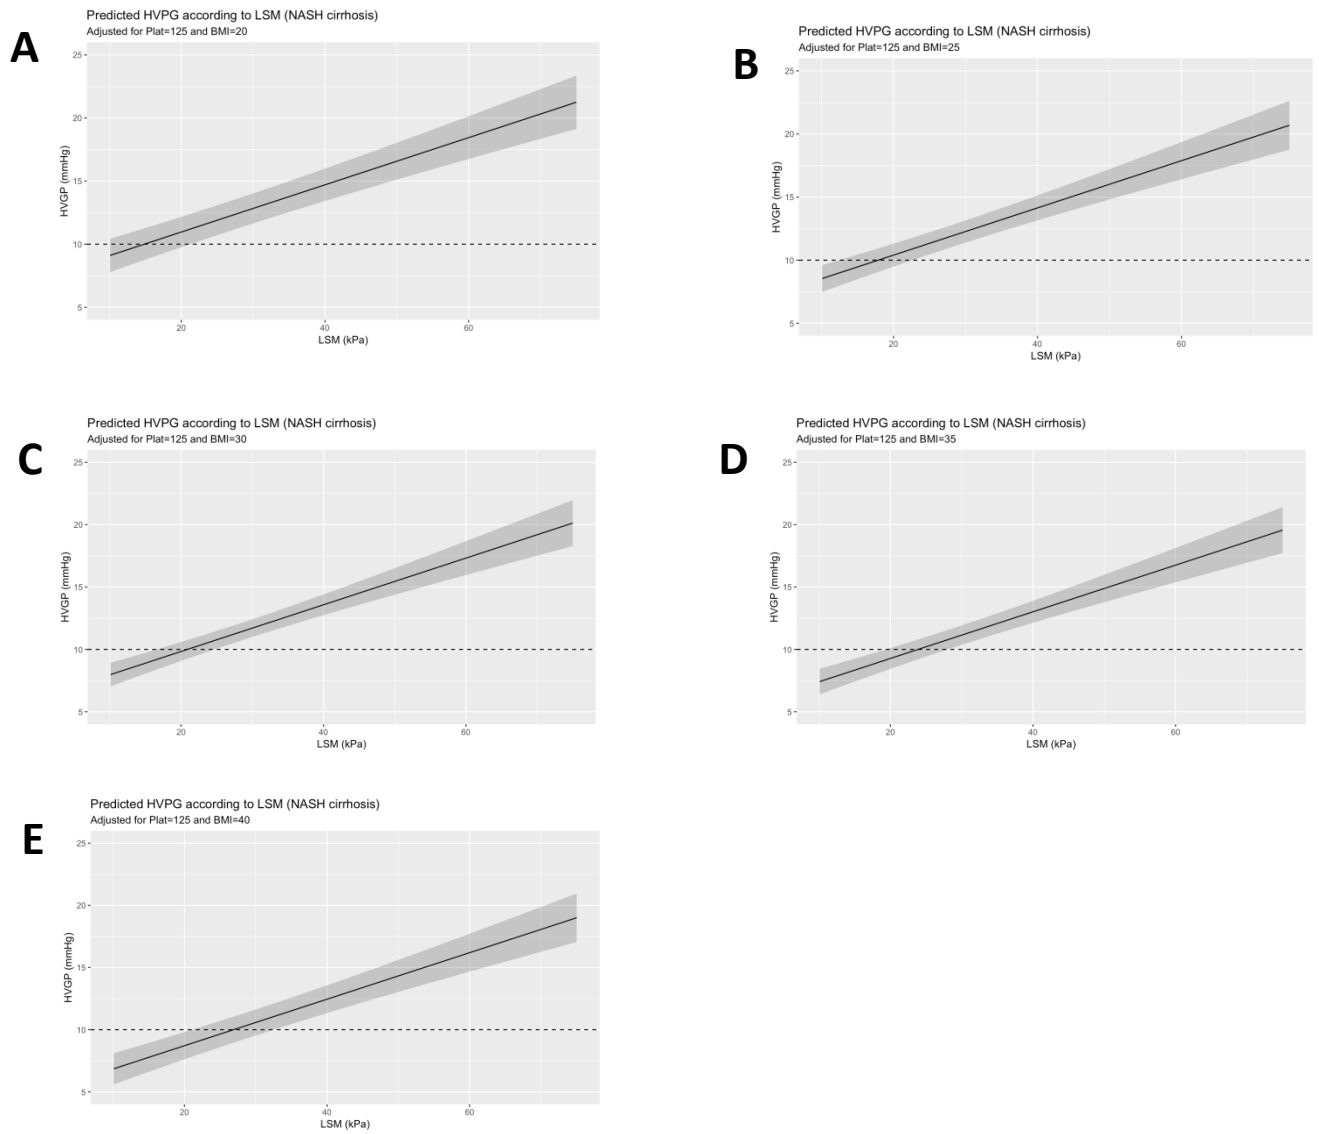 A
Predicted HVPG according to LSM (NASH cirrhosis)
Adjusted for Plat=125 and BMI=20
25
20
15
10
5
HVGP (mmHg)
20 40 60
LSM (kPa)
B
Predicted HVPG according to LSM (NASH cirrhosis)
Adjusted for Plat=125 and BMI=25
25
20
15
10
5
HVGP (mmHg)
20 40 60
LSM (kPa)
C
Predicted HVPG according to LSM (NASH cirrhosis)
Adjusted for Plat=125 and BMI=30
25
20
15
10
5
HVGP (mmHg)
20 40 60
LSM (kPa)
D
Predicted HVPG according to LSM (NASH cirrhosis)
Adjusted for Plat=125 and BMI=35
25
20
15
10
5
HVGP (mmHg)
20 40 60
LSM (kPa)
E
Predicted HVPG according to LSM (NASH cirrhosis)
Adjusted for Plat=125 and BMI=40
25
20
15
10
5
HVGP (mmHg)
20 40 60
LSM (kPa)